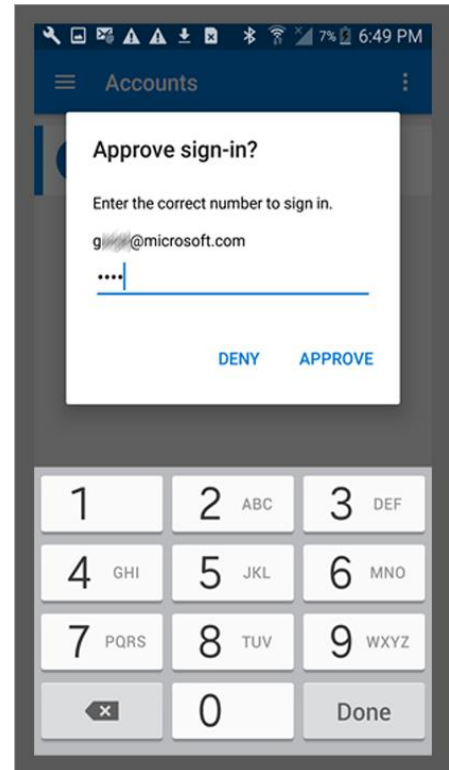 7% 6:49 PM
Accounts
Approve sign-in?
Enter the correct number to sign in.
g @microsoft.com
••••
DENY APPROVE
1 2 ABC 3 DEF
4 GHI 5 JKL 6 MNO
7 PQRS 8 TUV 9 WXYZ
0 Done